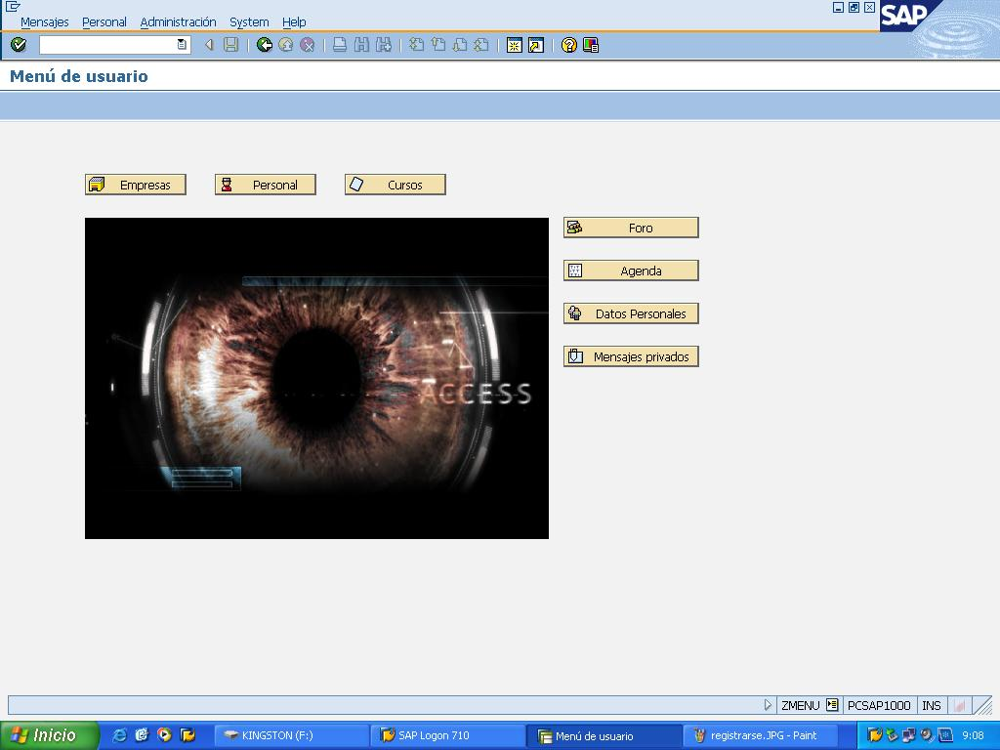 Mensajes Personal Administración System Help
SAP
Menú de usuario
Empresas Personal Cursos
Foro
Agenda
Datos Personales
Mensajes privados
ACCESS
ZMENU PCSAP1000 INS
Inicio KINGSTON (F:) SAP Logon 710 Menú de usuario registrarse.JPG - Paint 9:08